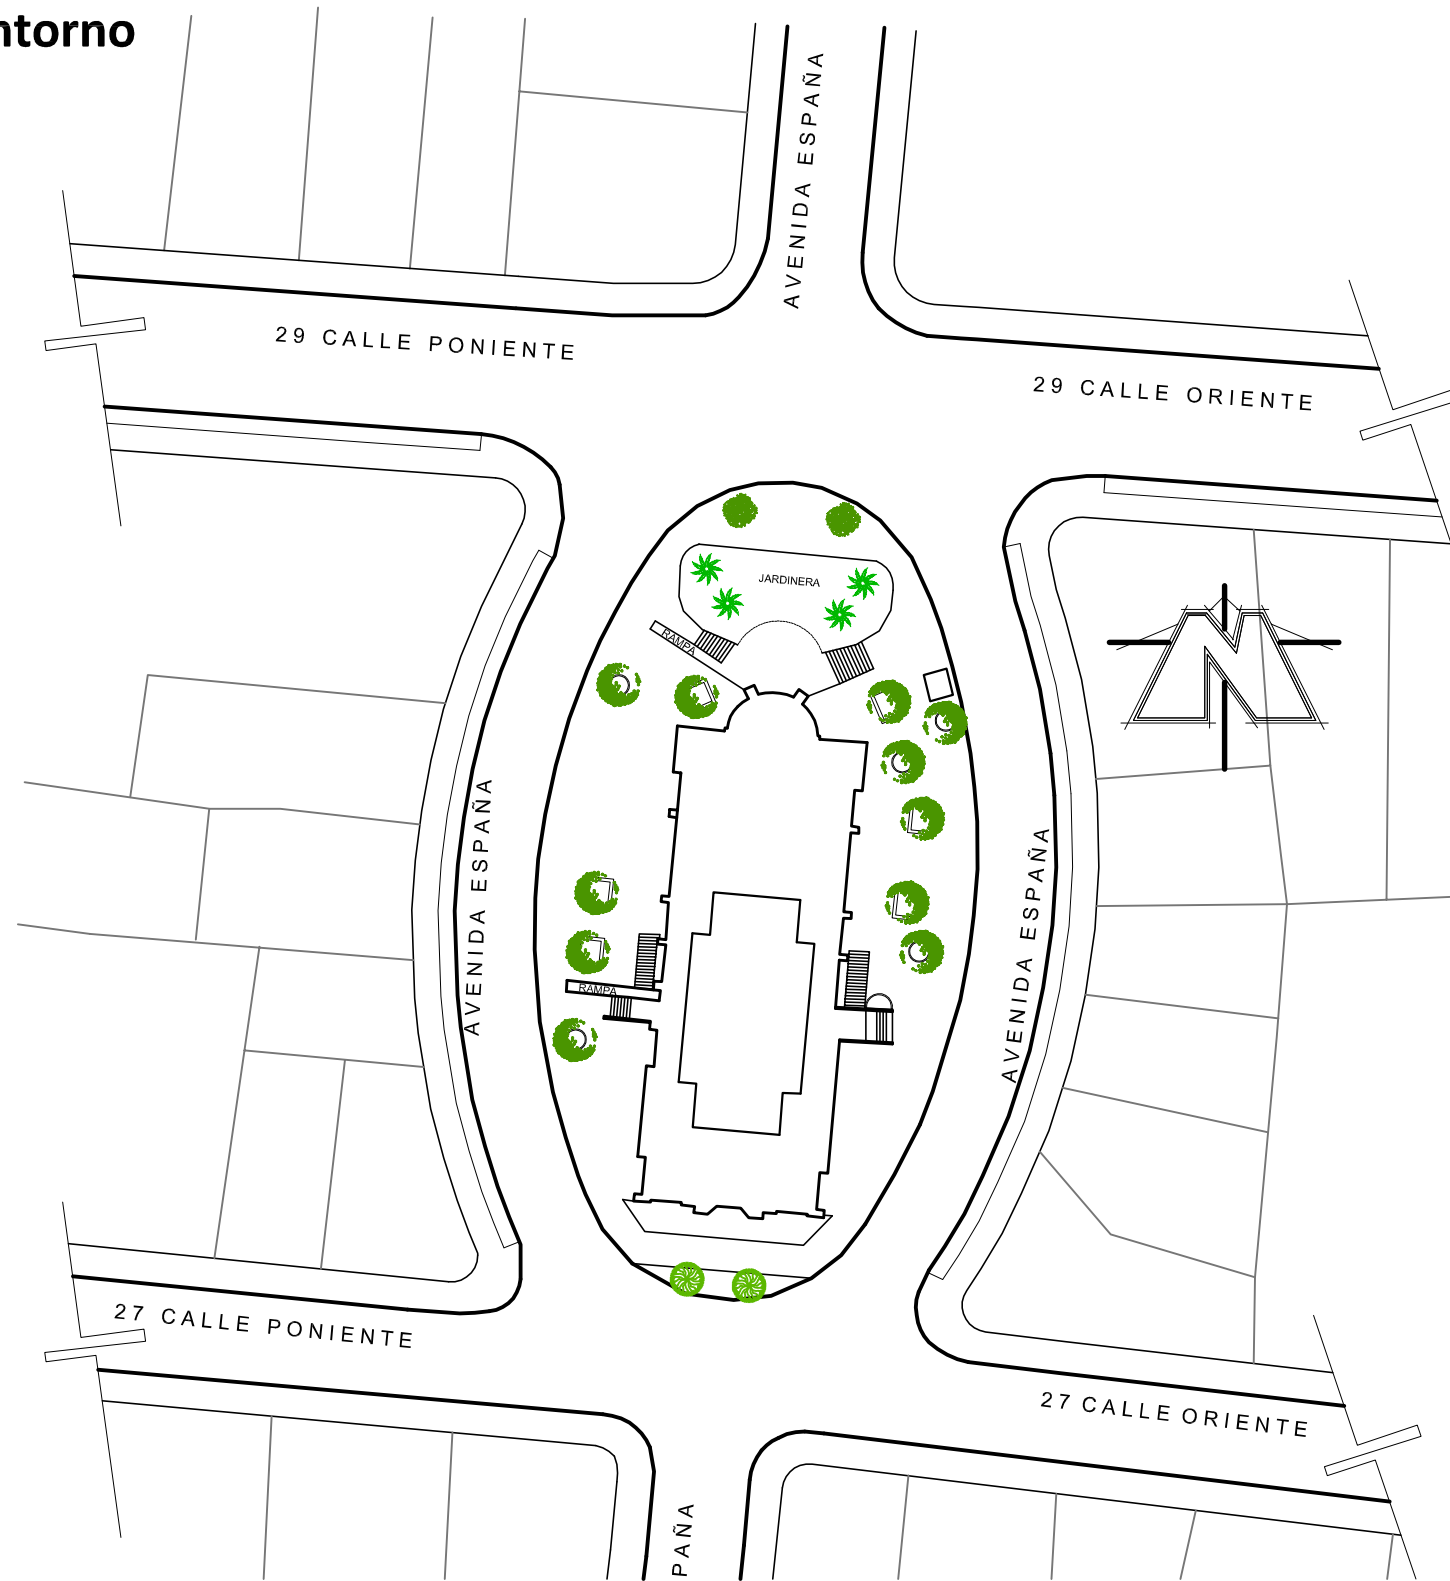 ntorno
AVENIDA ESPAÑA
29 CALLE PONIENTE
29 CALLE ORIENTE
JARDINERA
RAMPA
N
AVENIDA ESPAÑA
AVENIDA ESPAÑA
RAMPA
27 CALLE PONIENTE
27 CALLE ORIENTE
PAÑA